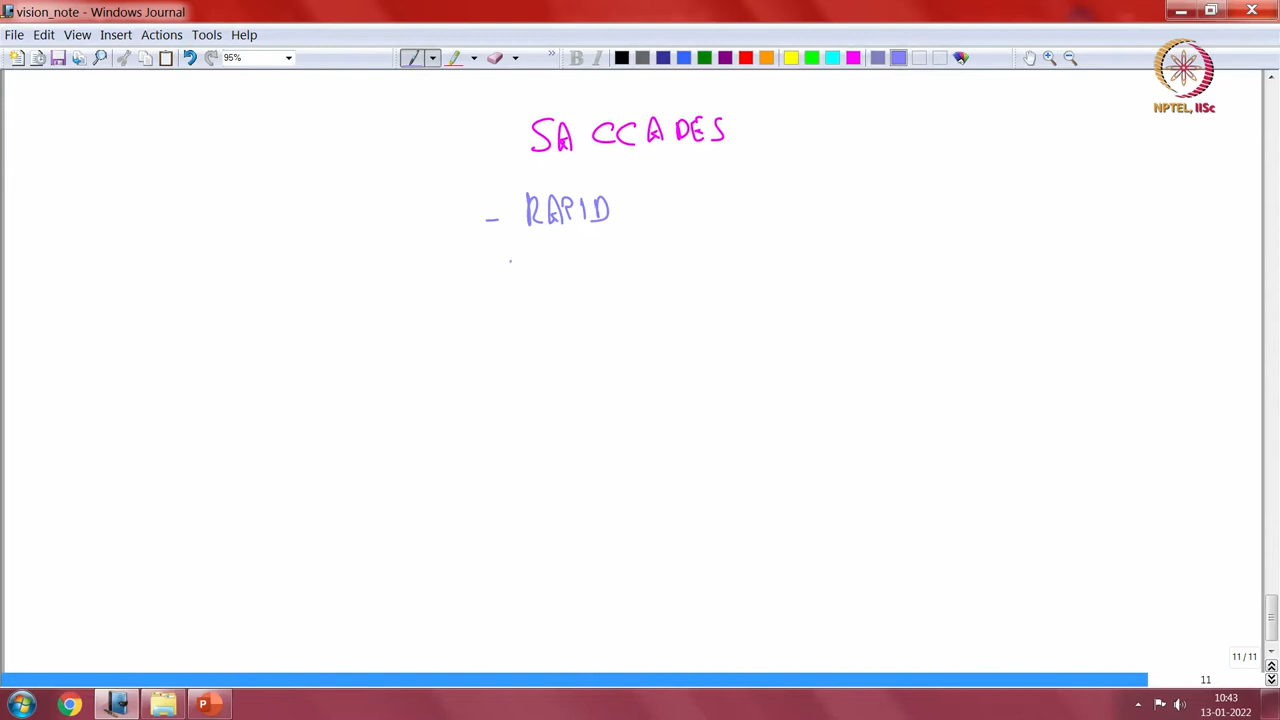 vision_note - Windows Journal
File Edit View Insert Actions Tools Help
95%
NPTEL, IISc
SACCADES
- RAPID
11 / 11
11
10:43
13-01-2022